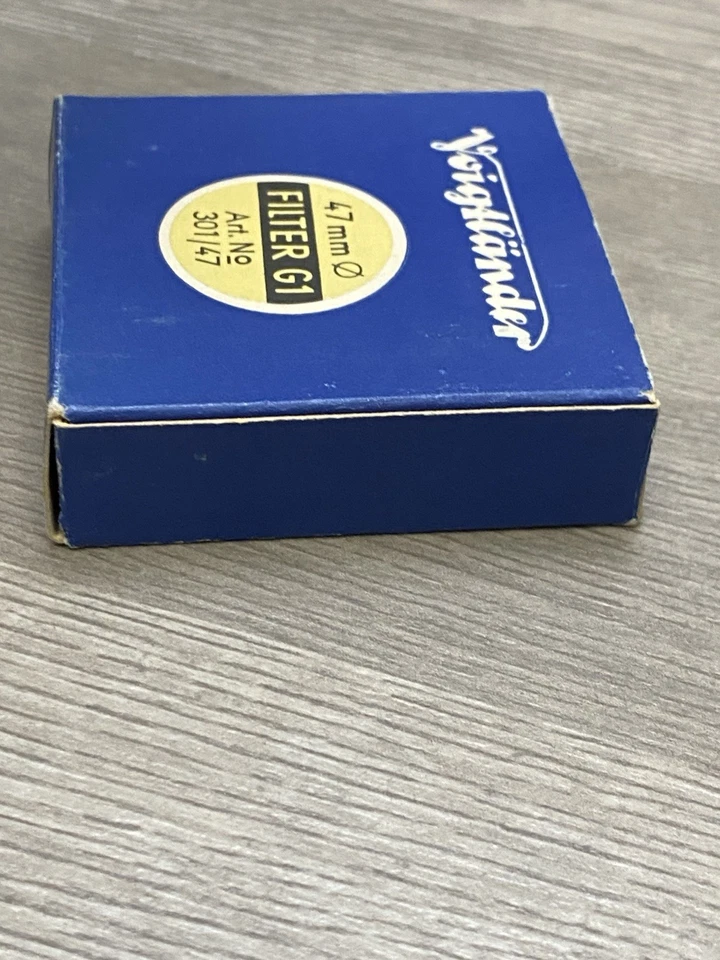 Voigtländer
47 mm Ø
FILTER G1
Art. No
301/47